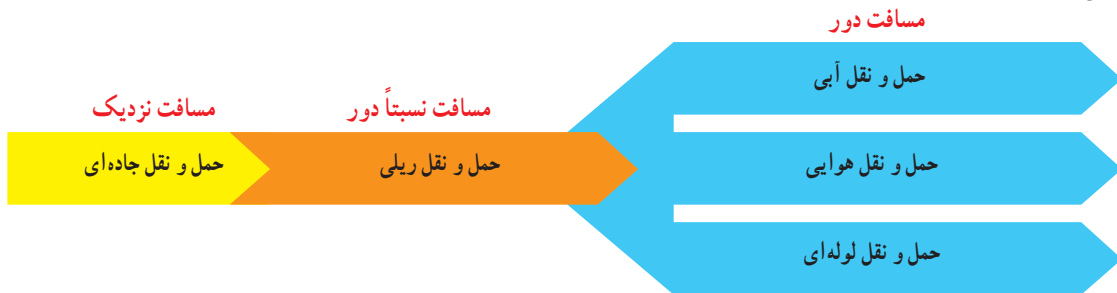 مسافت دور
حمل و نقل آبی
مسافت نسبتاً دور
مسافت نزدیک
حمل و نقل هوایی
حمل و نقل ریلی
حمل و نقل جاده‌ای
حمل و نقل لوله‌ای